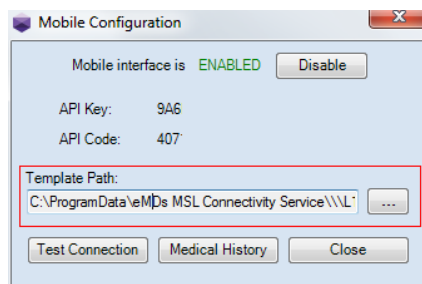 Mobile Configuration
Mobile interface is ENABLED Disable
API Key: 9A6
API Code: 407
Template Path:
C:\ProgramData\eMDs MSL Connectivity Service\\\L
...
Test Connection Medical History Close